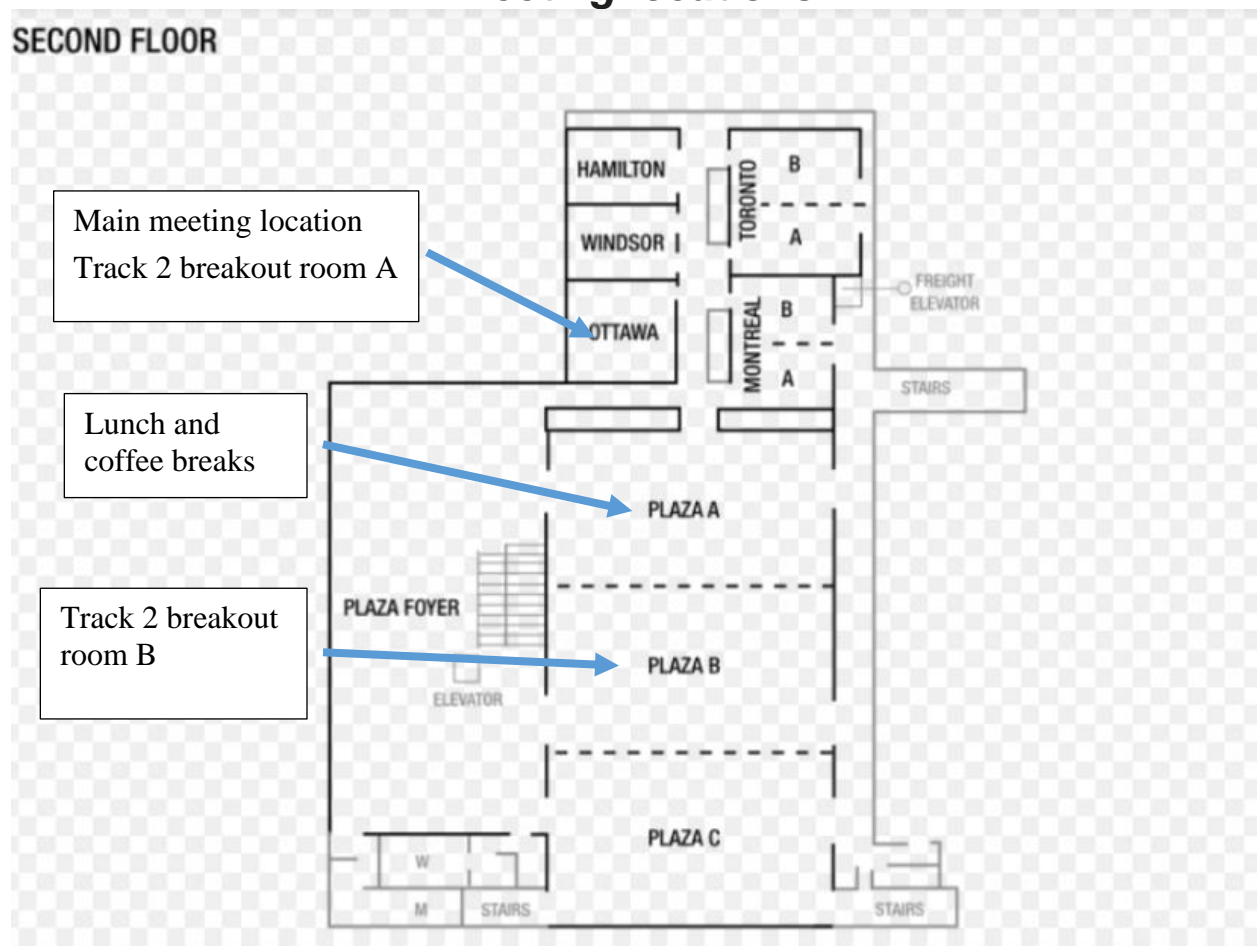 SECOND FLOOR
HAMILTON
B
TORONTO
Main meeting location
Track 2 breakout room A
WINDSOR
A
FREIGHT
ELEVATOR
OTTAWA
B
MONTREAL
A
STAIRS
Lunch and
coffee breaks
PLAZA A
PLAZA FOYER
Track 2 breakout
room B
PLAZA B
ELEVATOR
PLAZA C
W
M
STAIRS
STAIRS